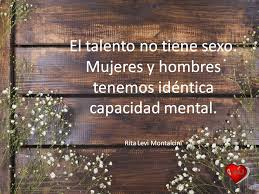 El talento no tiene sexo.
Mujeres y hombres
tenemos idéntica
capacidad mental.
Rita Levi Montalcini